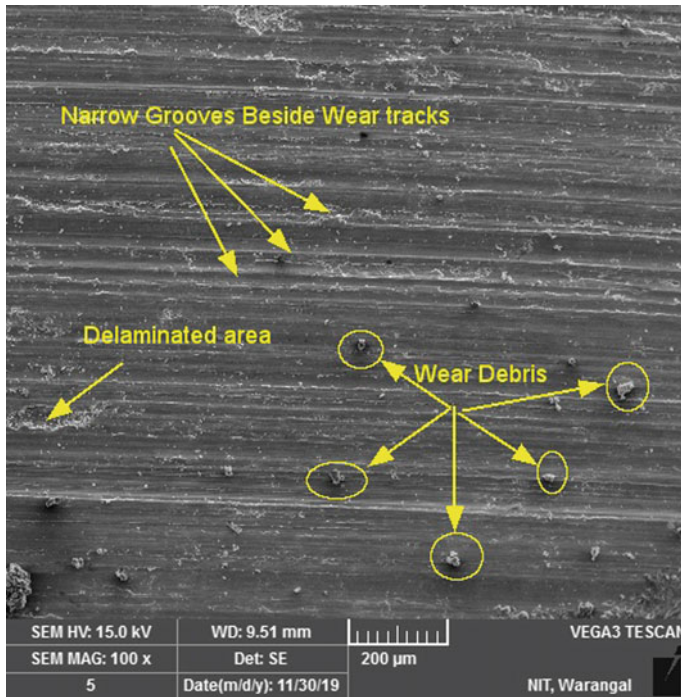 Narrow Grooves Beside Wear tracks
Delaminated area
Wear Debris
SEM HV: 15.0 kV
WD: 9.51 mm
VEGA3 TESCAN
SEM MAG: 100 x
Det: SE
200 µm
5
Date(m/d/y): 11/30/19
NIT, Warangal